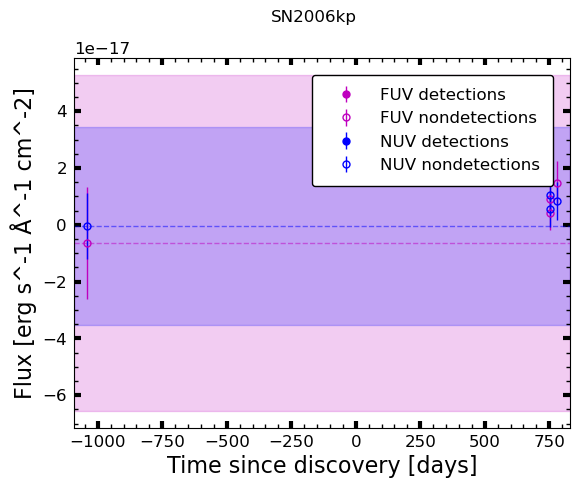 SN2006kp
1e−17
FUV detections
FUV nondetections
NUV detections
NUV nondetections
4
2
0
−2
−4
−6
Flux [erg s^-1 Å^-1 cm^-2]
−1000 −750 −500 −250 0 250 500 750
Time since discovery [days]